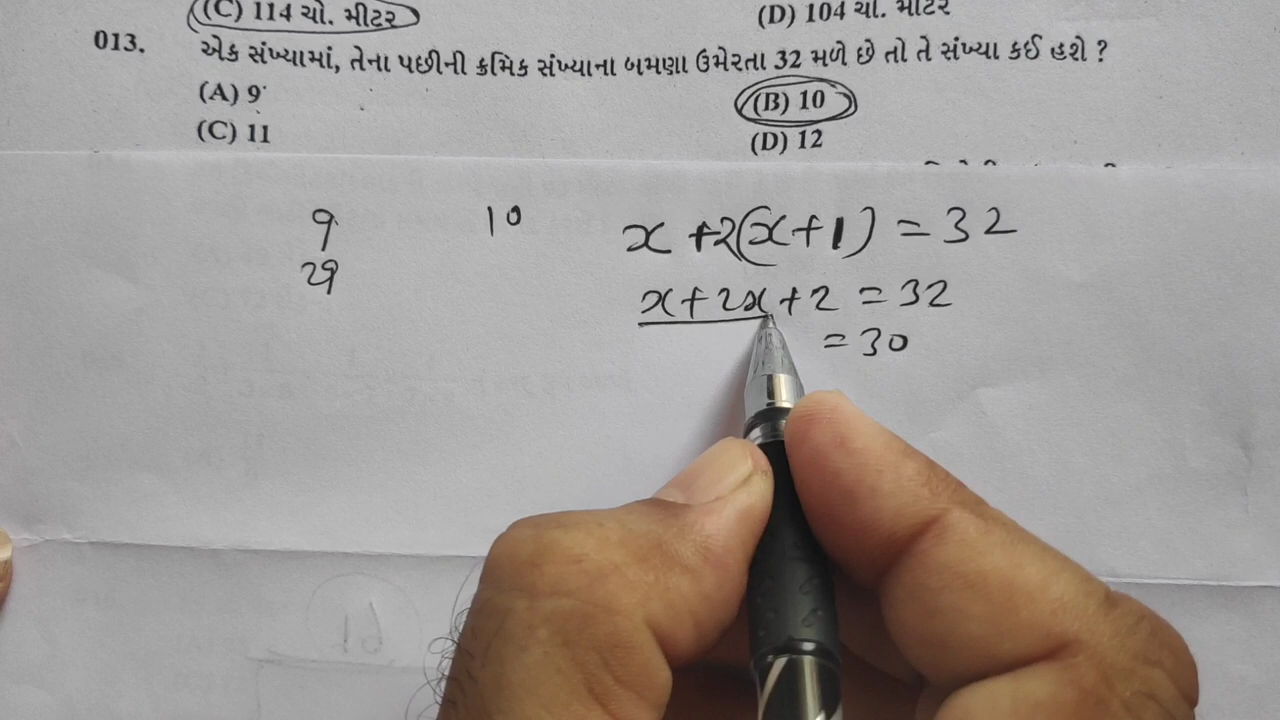 (C) 114 ચો. મીટર (D) 104 ચો. મીટર
013. એક સંખ્યામાં, તેના પછીની ક્રમિક સંખ્યાના બમણા ઉમેરતા 32 મળે છે તો તે સંખ્યા કઈ હશે ?
(A) 9 (B) 10
(C) 11 (D) 12
9 10 x+2(x+1) = 32
29 x+2x+2 = 32
= 30